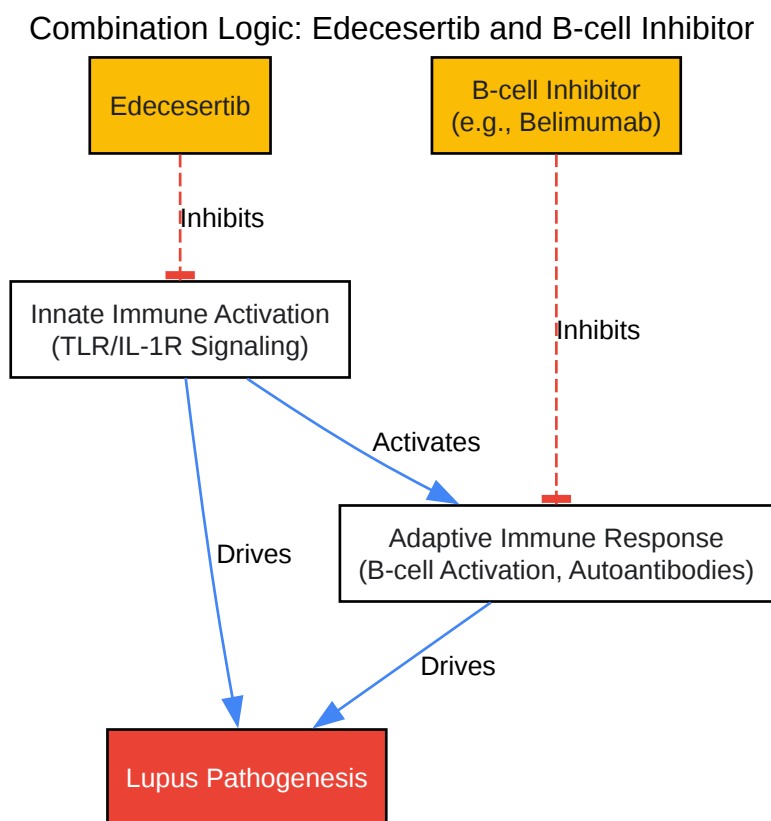 Combination Logic: Edecesertib and B-cell Inhibitor
Edecesertib
B-cell Inhibitor
(e.g., Belimumab)
Inhibits
Innate Immune Activation
(TLR/IL-1R Signaling)
Inhibits
Activates
Adaptive Immune Response
(B-cell Activation, Autoantibodies)
Drives
Drives
Lupus Pathogenesis